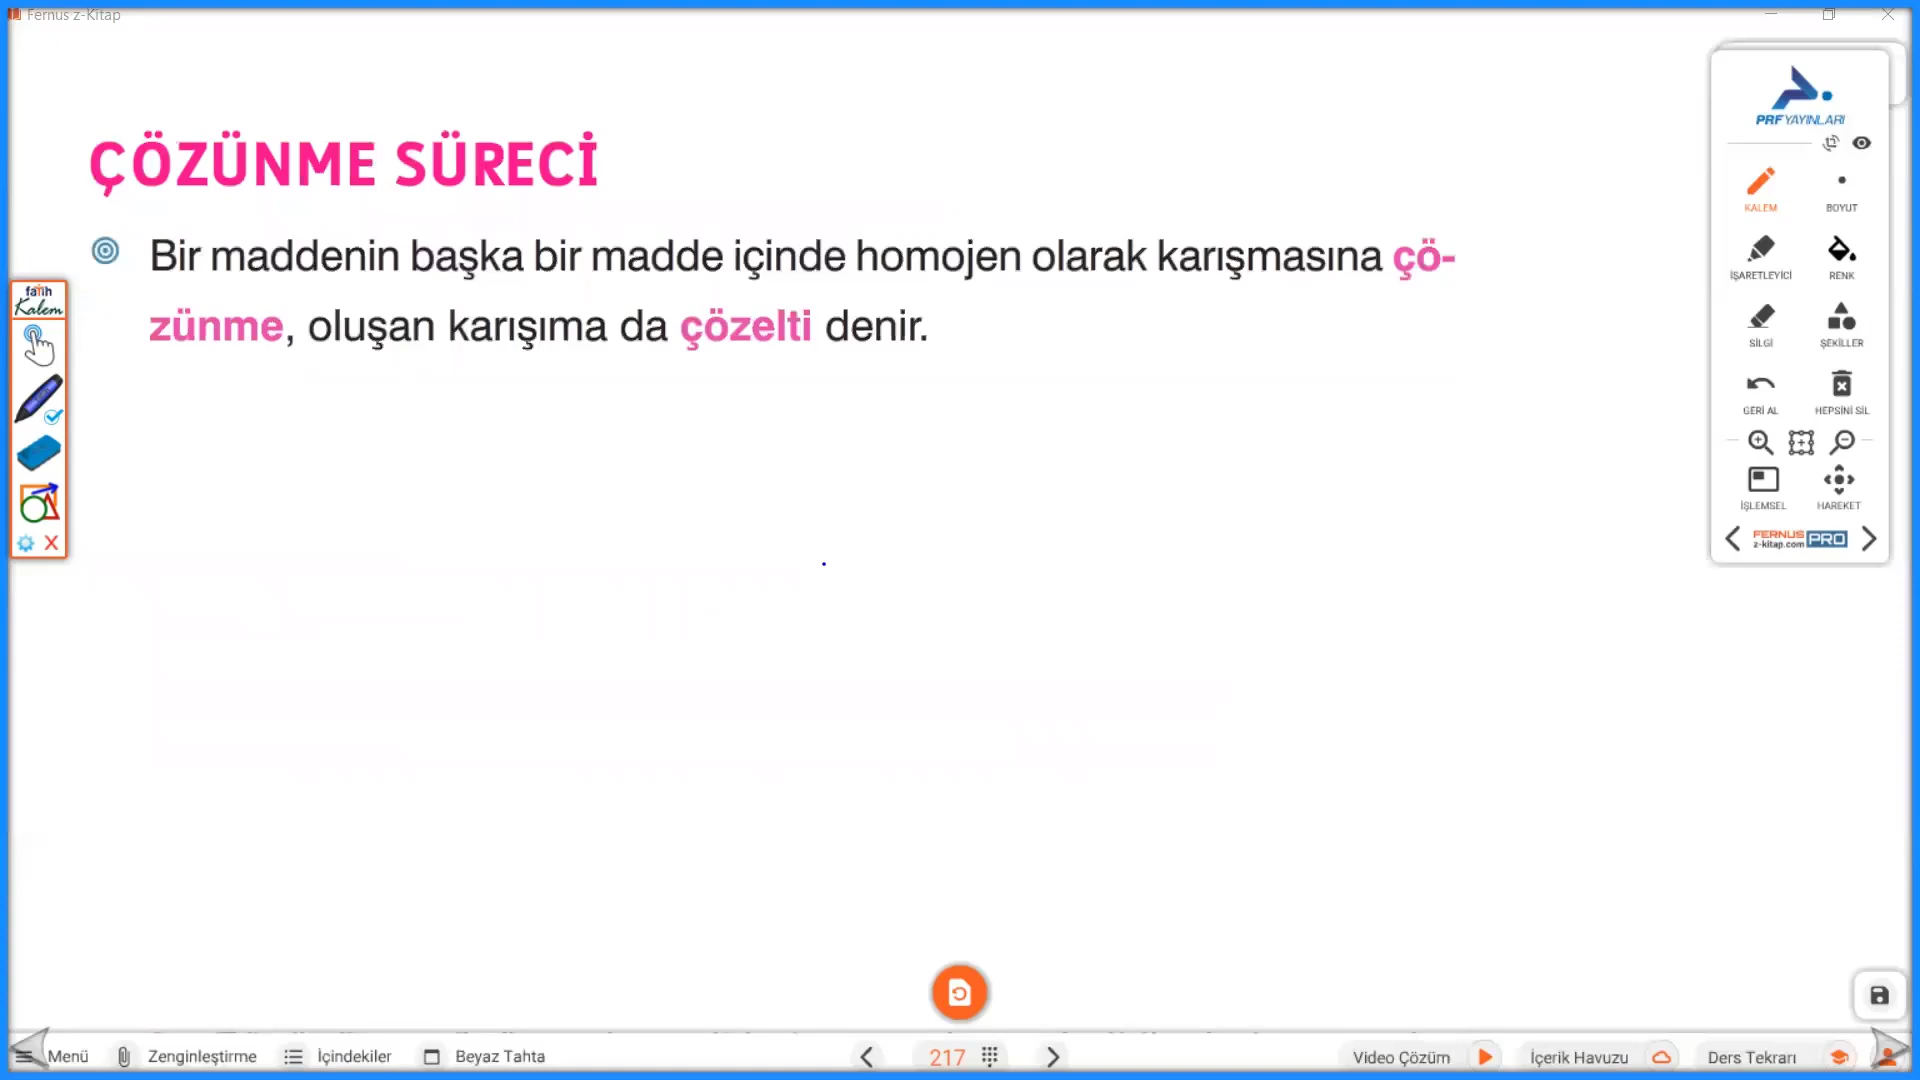 Fernus z-Kitap
PRF YAYINLARI
ÇÖZÜNME SÜRECİ
Bir maddenin başka bir madde içinde homojen olarak karışmasına çö-
zünme, oluşan karışıma da çözelti denir.
fatih
Kalem
KALEM
BOYUT
İŞARETLEYİCİ
RENK
SİLGİ
ŞEKİLLER
GERİ AL
HEPSİNİ SİL
İŞLEMSEL
HAREKET
FERNUS
z-kitap.com PRO
Menü
Zenginleştirme
İçindekiler
Beyaz Tahta
217
Video Çözüm
İçerik Havuzu
Ders Tekrarı